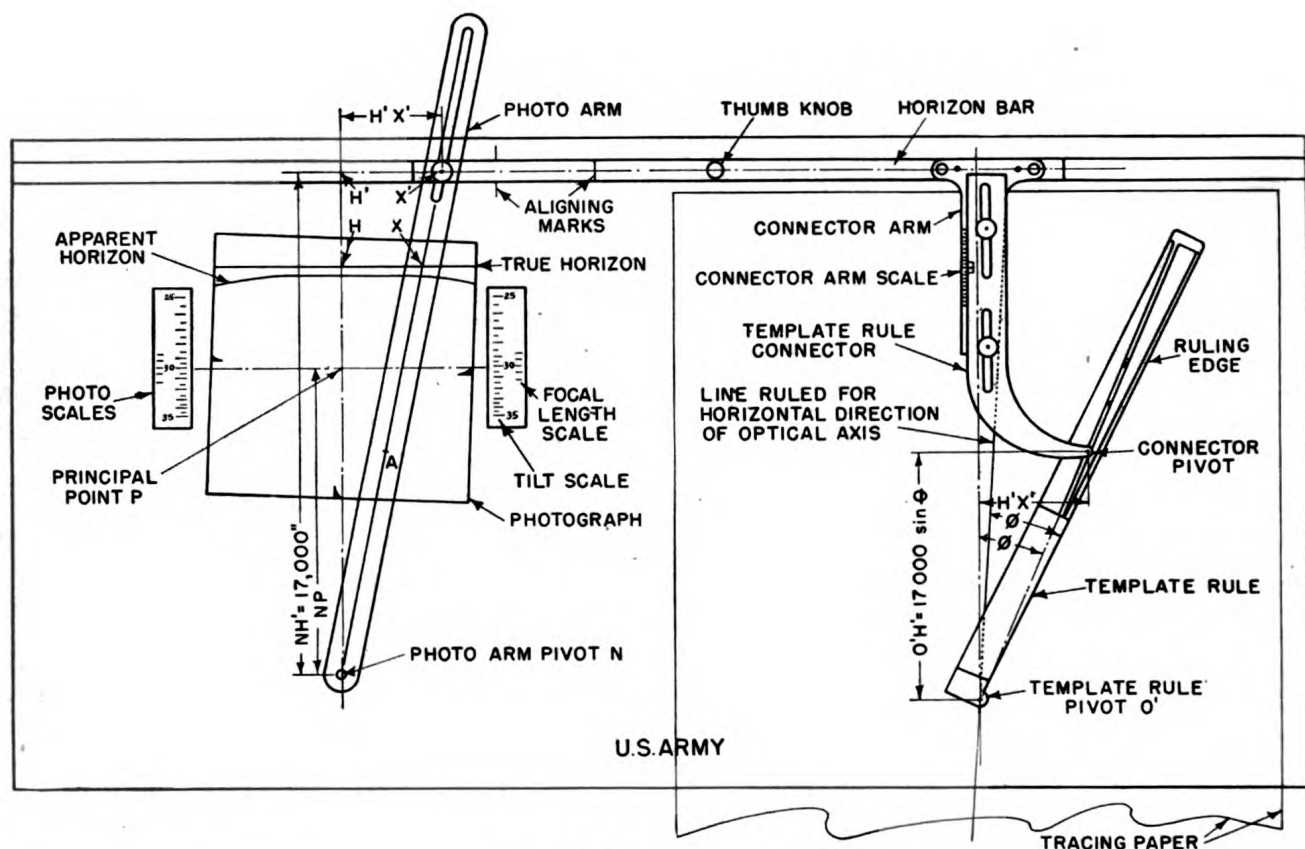 H'X'
PHOTO ARM
THUMB KNOB
HORIZON BAR
H'
X'
H
X
ALIGNING
MARKS
APPARENT
HORIZON
TRUE HORIZON
CONNECTOR ARM
CONNECTOR ARM SCALE
25
30
35
25
30
35
PHOTO
SCALES
FOCAL
LENGTH
SCALE
TEMPLATE RULE
CONNECTOR
RULING
EDGE
LINE RULED FOR
HORIZONTAL DIRECTION
OF OPTICAL AXIS
PRINCIPAL
POINT P
A
TILT SCALE
PHOTOGRAPH
CONNECTOR
PIVOT
H'X'
Ø
Ø
NH'= 17,000"
NP
O'H'= 17000 sin θ
TEMPLATE RULE
PHOTO ARM PIVOT N
TEMPLATE RULE
PIVOT O'
U.S. ARMY
TRACING PAPER